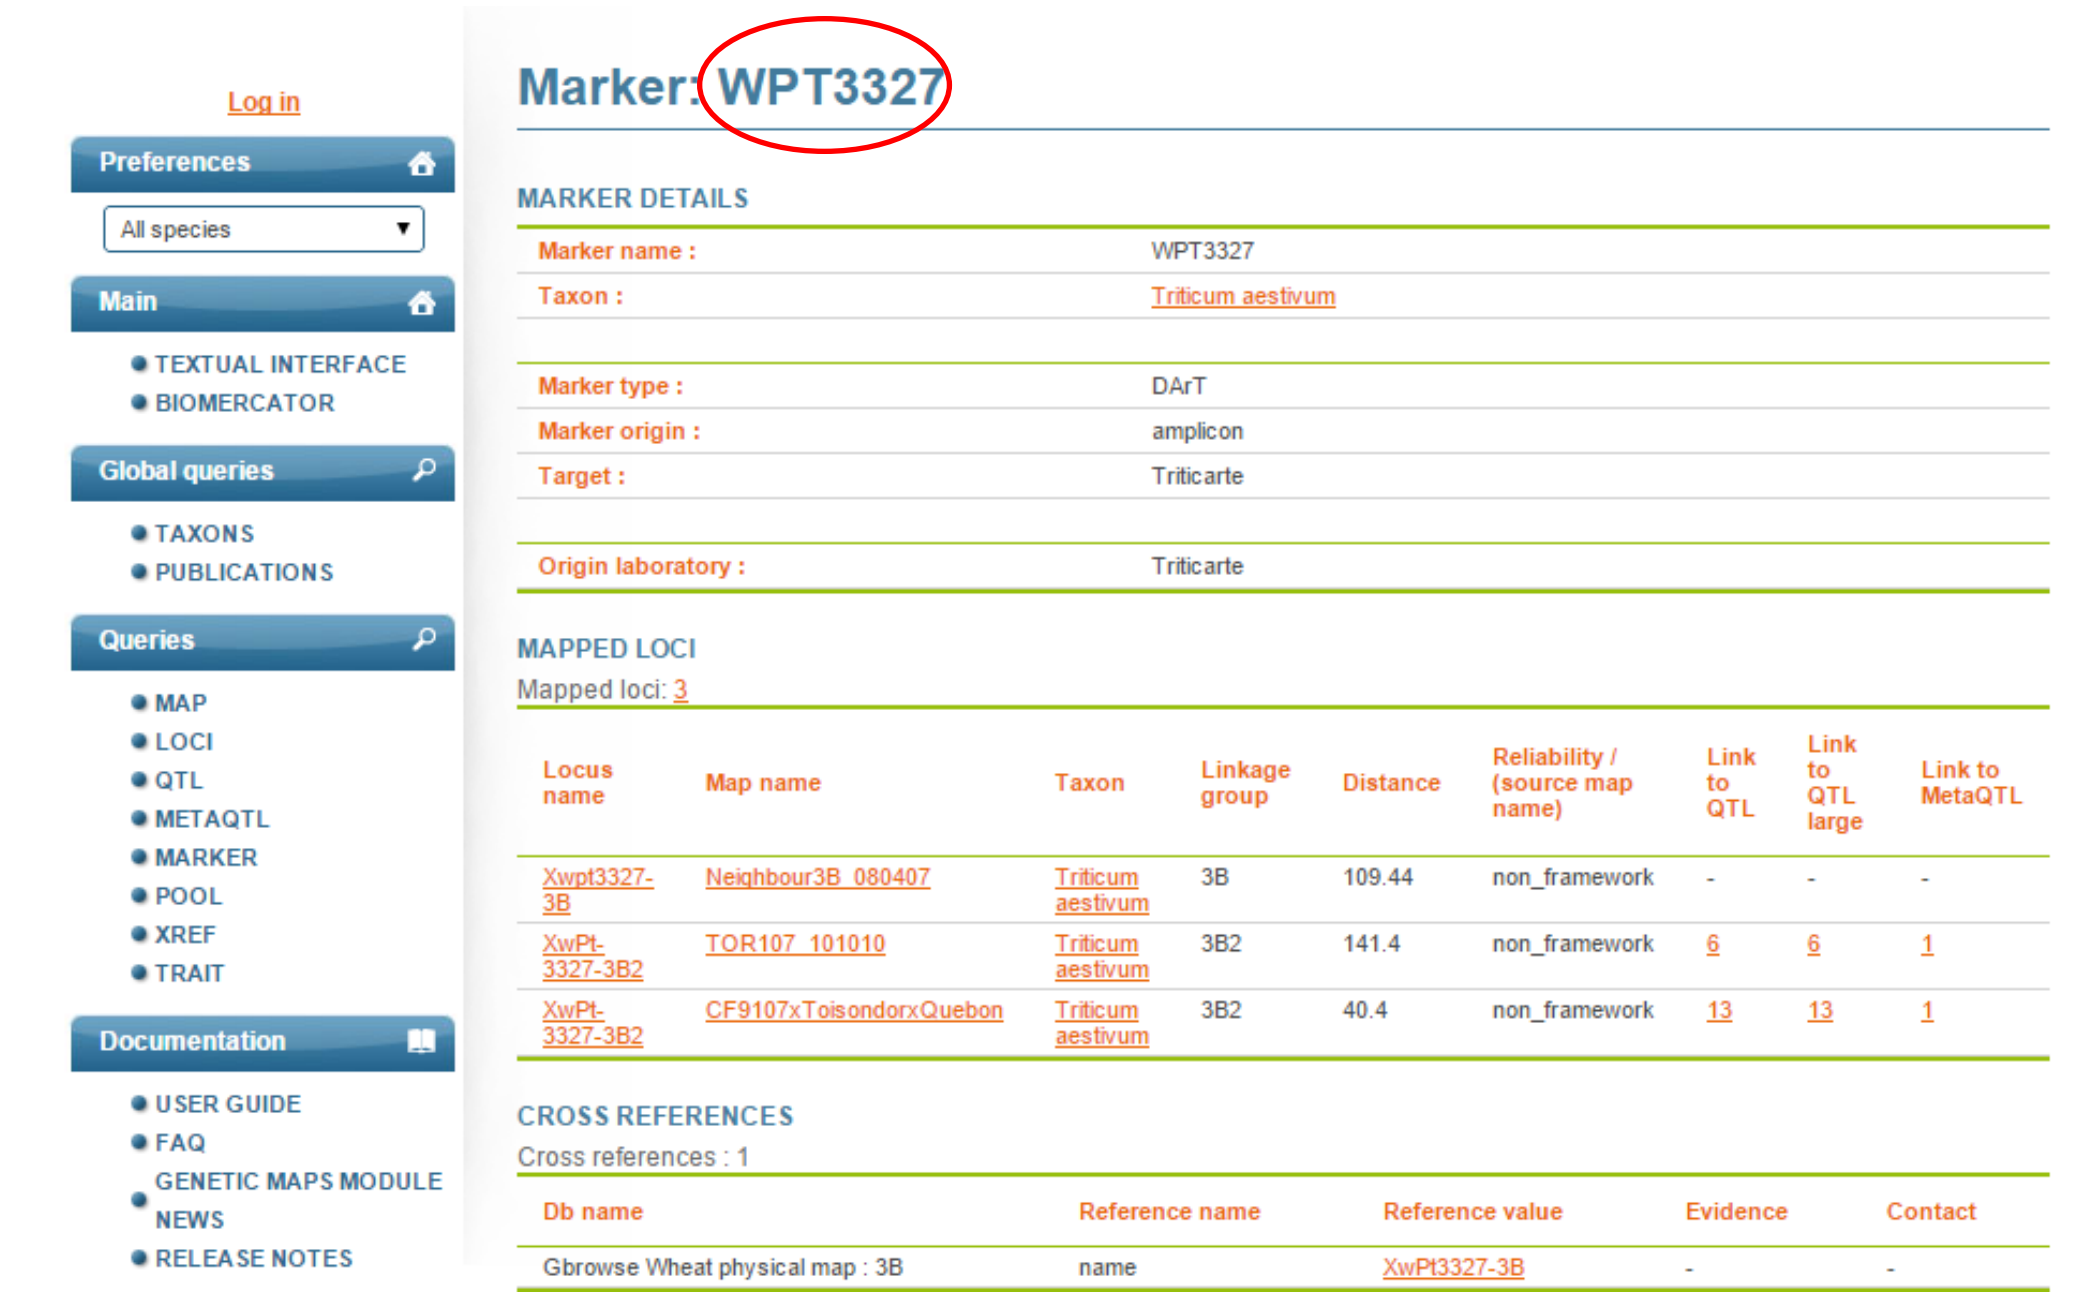 Log in
Preferences
All species
Main
TEXTUAL INTERFACE
BIOMERCATOR
Global queries
TAXONS
PUBLICATIONS
Queries
MAP
LOCI
QTL
METAQTL
MARKER
POOL
XREF
TRAIT
Documentation
USER GUIDE
FAQ
GENETIC MAPS MODULE
NEWS
RELEASE NOTES
Marker: WPT3327
MARKER DETAILS
Marker name : WPT3327
Taxon : Triticum aestivum
Marker type : DArT
Marker origin : amplicon
Target : Triticarte
Origin laboratory : Triticarte
MAPPED LOCI
Mapped loci: 3
Locus name Map name Taxon Linkage group Distance Reliability / (source map name) Link to QTL Link to QTL large Link to MetaQTL
Xwpt3327-3B Neighbour3B_080407 Triticum aestivum 3B 109.44 non_framework - - -
XwPt-3327-3B2 TOR107_101010 Triticum aestivum 3B2 141.4 non_framework 6 6 1
XwPt-3327-3B2 CF9107xToisondorxQuebon Triticum aestivum 3B2 40.4 non_framework 13 13 1
CROSS REFERENCES
Cross references : 1
Db name Reference name Reference value Evidence Contact
Gbrowse Wheat physical map : 3B name XwPt3327-3B - -